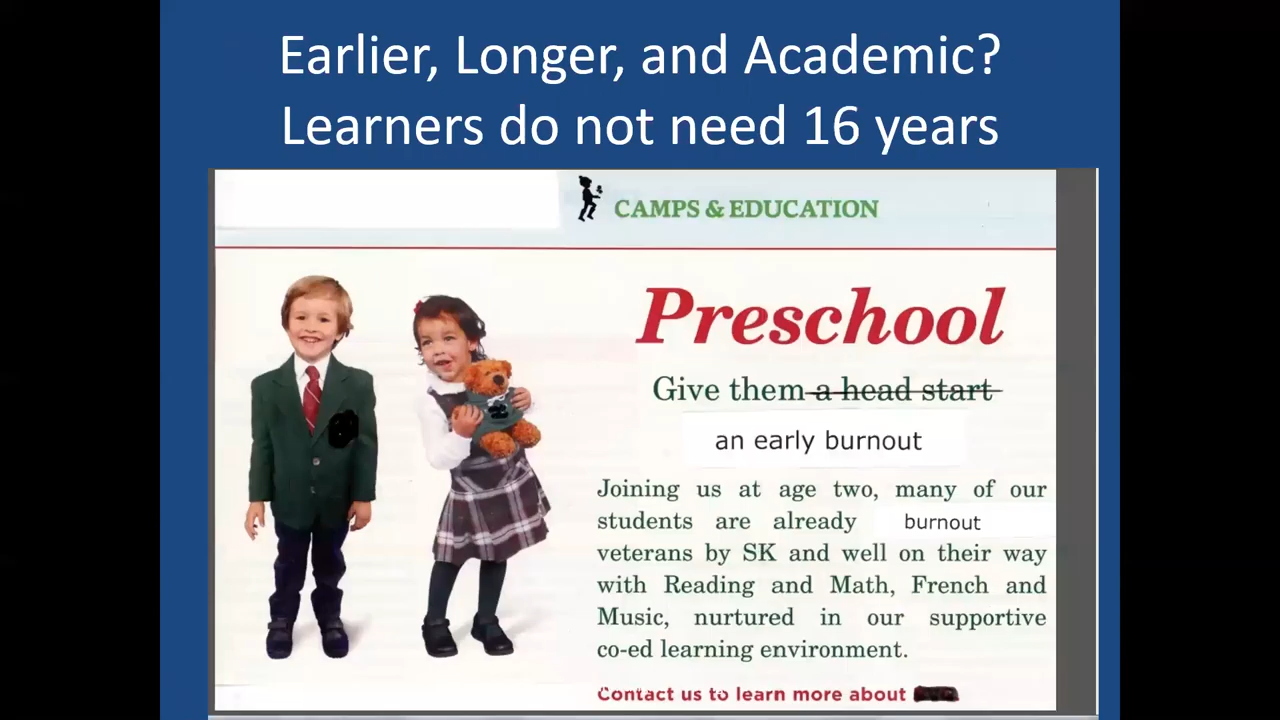 Earlier, Longer, and Academic?
Learners do not need 16 years
CAMPS & EDUCATION
Preschool
Give them a head start
an early burnout
Joining us at age two, many of our
students are already burnout
veterans by SK and well on their way
with Reading and Math, French and
Music, nurtured in our supportive
co-ed learning environment.
Contact us to learn more about